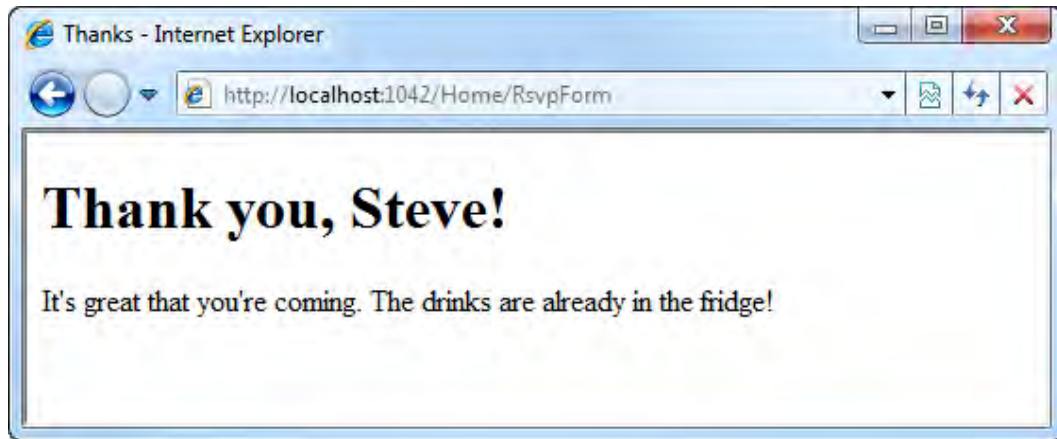 Thanks - Internet Explorer
http://localhost:1042/Home/RsvpForm
Thank you, Steve!
It's great that you're coming. The drinks are already in the fridge!